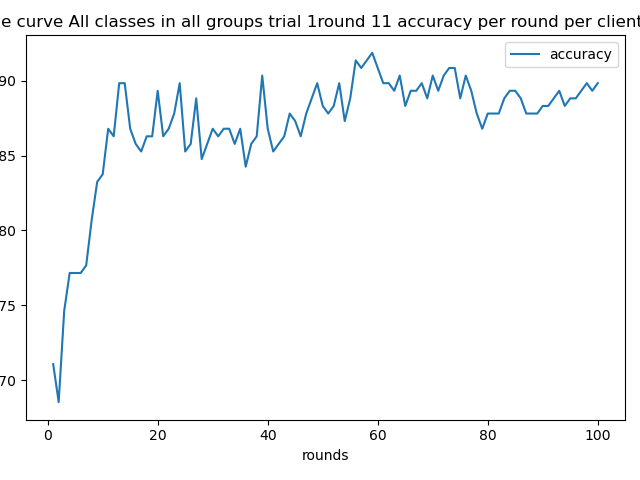 e curve All classes in all groups trial 1round 11 accuracy per round per client
accuracy
90
85
80
75
70
0 20 40 60 80 100
rounds